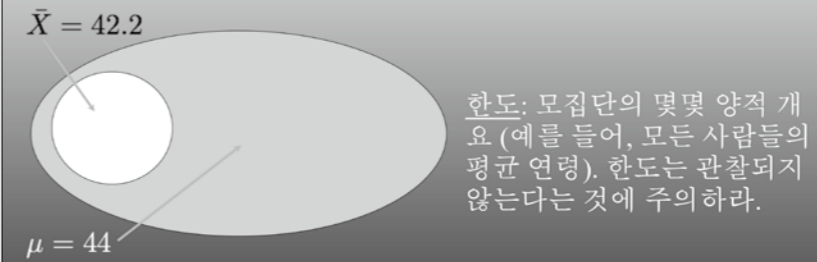 X̄ = 42.2
한도: 모집단의 몇몇 양적 개
요 (예를 들어, 모든 사람들의
평균 연령). 한도는 관찰되지
않는다는 것에 주의하라.
μ = 44